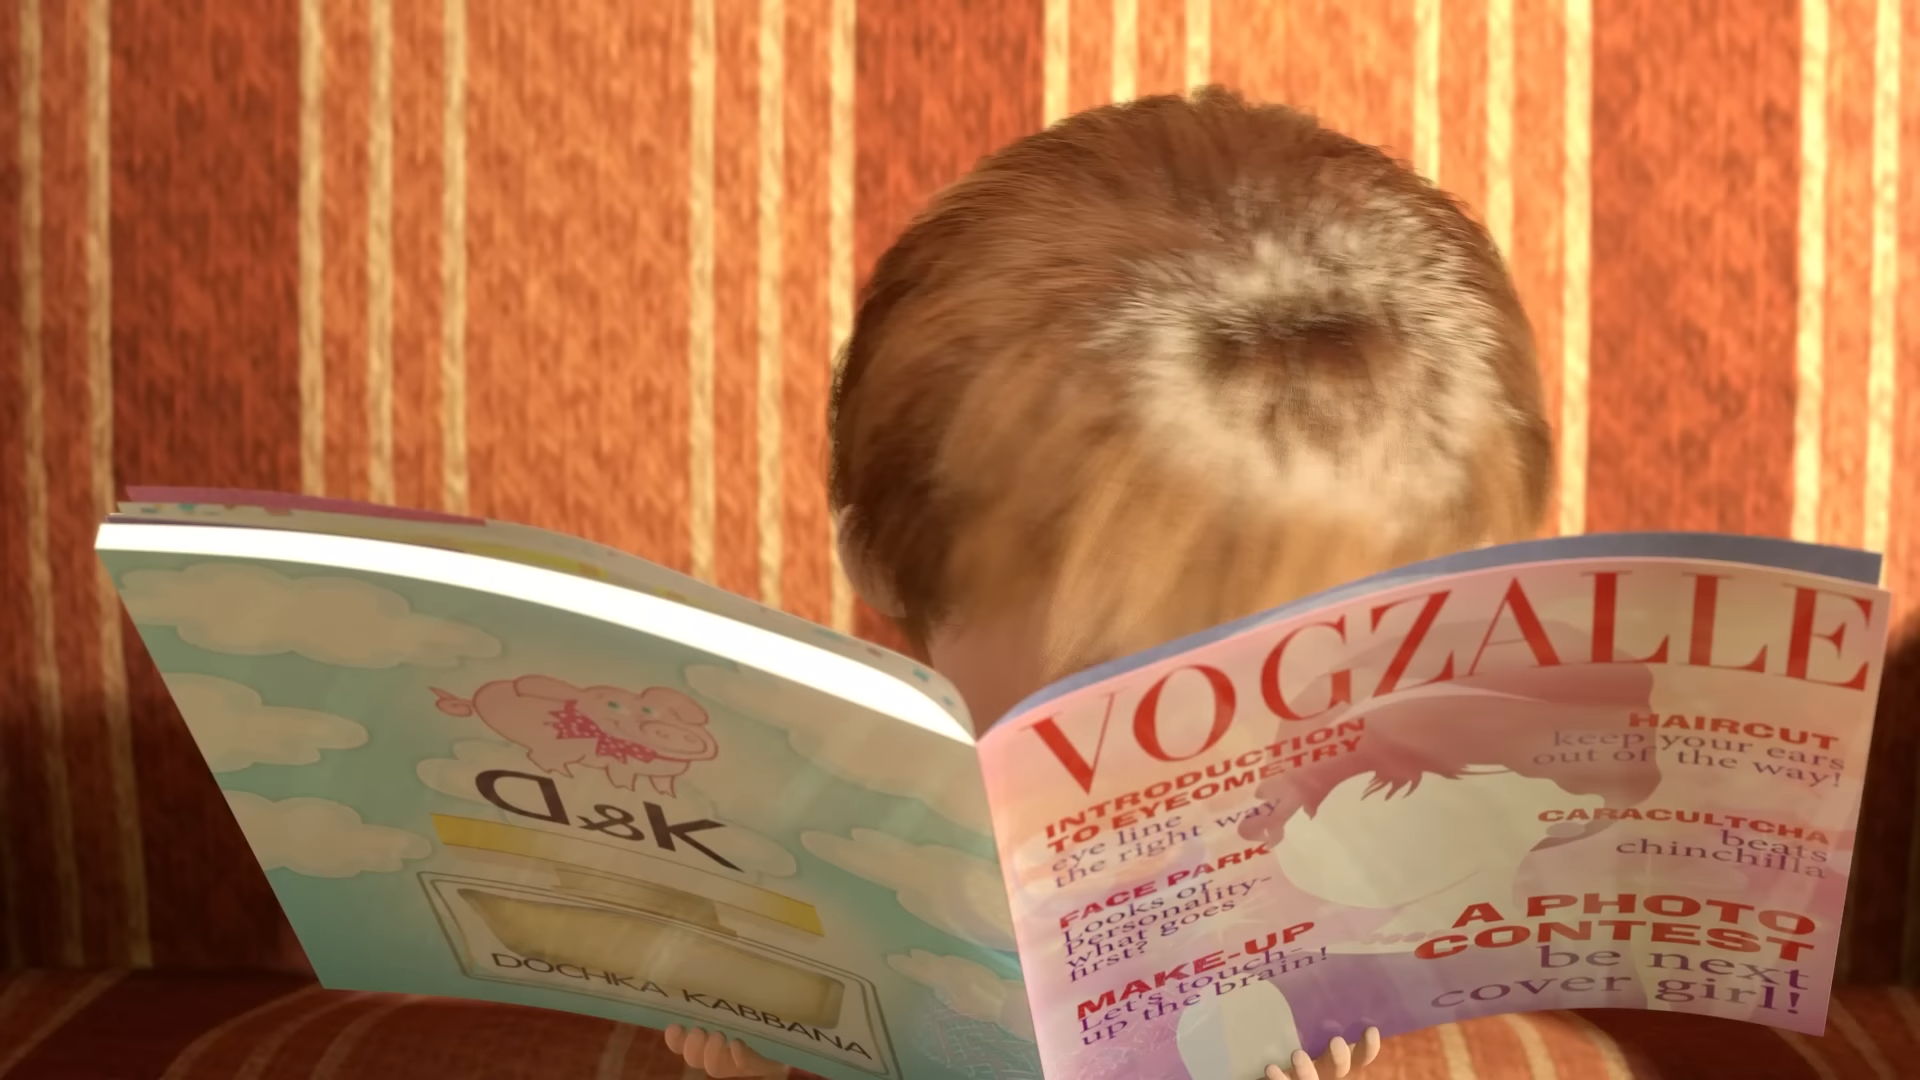 D&K
DOCHKA KABBANA
VOGZALLE
INTRODUCTION
TO EYEOMETRY
eye line
the right way
FACE PARK
Looks or
personality-
what goes
first?
MAKE-UP
Let's touch-
up the brain!
HAIRCUT
keep your ears
out of the way!
CARACULTCHA
beats
chinchilla
A PHOTO
CONTEST
be next
cover girl!